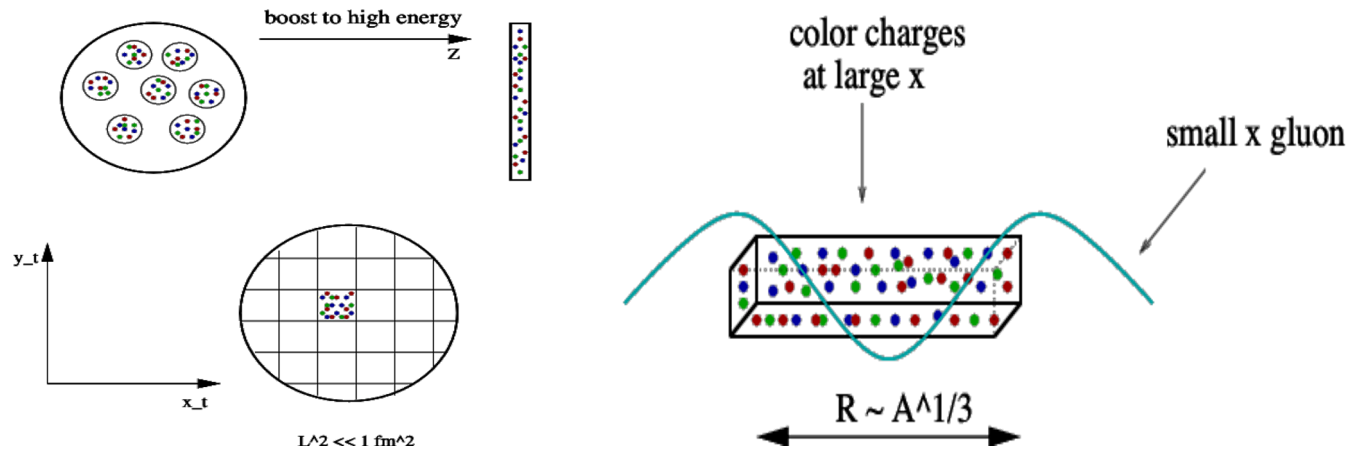 boost to high energy
z
y_t
x_t
L^2 << 1 fm^2
color charges
at large x
small x gluon
R ~ A^1/3